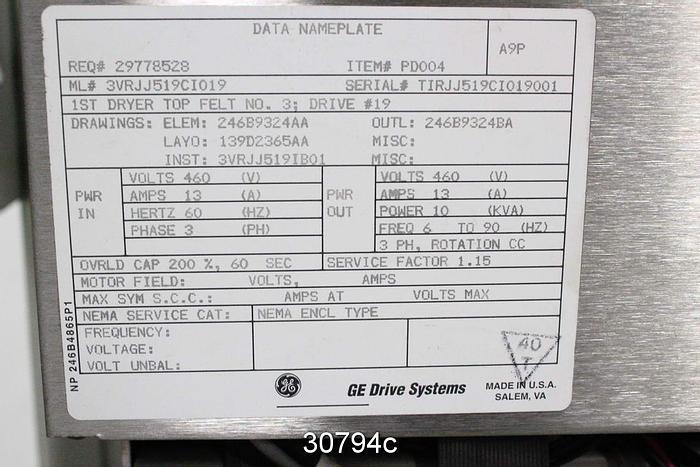 DATA NAMEPLATE
A9P
REQ# 29778528 ITEM# PD004
ML# 3VRJJ519CI019 SERIAL# TIRJJ519CI019001
1ST DRYER TOP FELT NO. 3; DRIVE #19
DRAWINGS: ELEM: 246B9324AA OUTL: 246B9324BA
LAYO: 139D2365AA MISC:
INST: 3VRJJ519IB01 MISC:
PWR IN
VOLTS 460 (V)
AMPS 13 (A)
HERTZ 60 (HZ)
PHASE 3 (PH)
PWR OUT
VOLTS 460 (V)
AMPS 13 (A)
POWER 10 (KVA)
FREQ 6 TO 90 (HZ)
3 PH, ROTATION CC
OVRLD CAP 200 %, 60 SEC SERVICE FACTOR 1.15
MOTOR FIELD: VOLTS, AMPS
MAX SYM S.C.C.: AMPS AT VOLTS MAX
NEMA SERVICE CAT: NEMA ENCL TYPE
FREQUENCY:
VOLTAGE:
VOLT UNBAL:
40
T
NP 246B4865P1
GE GE Drive Systems
MADE IN U.S.A.
SALEM, VA
30794c